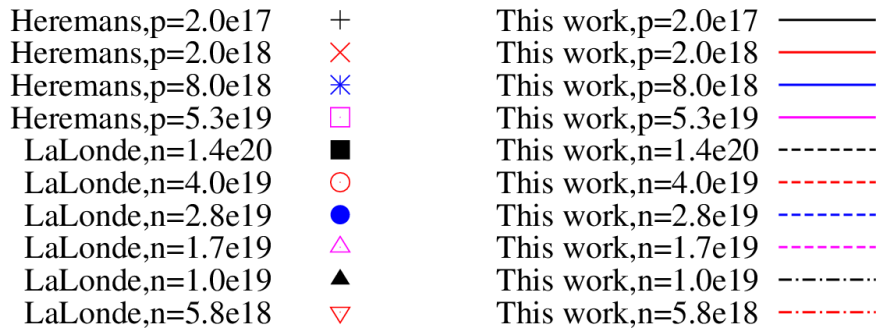 Heremans,p=2.0e17 This work,p=2.0e17
Heremans,p=2.0e18 This work,p=2.0e18
Heremans,p=8.0e18 This work,p=8.0e18
Heremans,p=5.3e19 This work,p=5.3e19
LaLonde,n=1.4e20 This work,n=1.4e20
LaLonde,n=4.0e19 This work,n=4.0e19
LaLonde,n=2.8e19 This work,n=2.8e19
LaLonde,n=1.7e19 This work,n=1.7e19
LaLonde,n=1.0e19 This work,n=1.0e19
LaLonde,n=5.8e18 This work,n=5.8e18